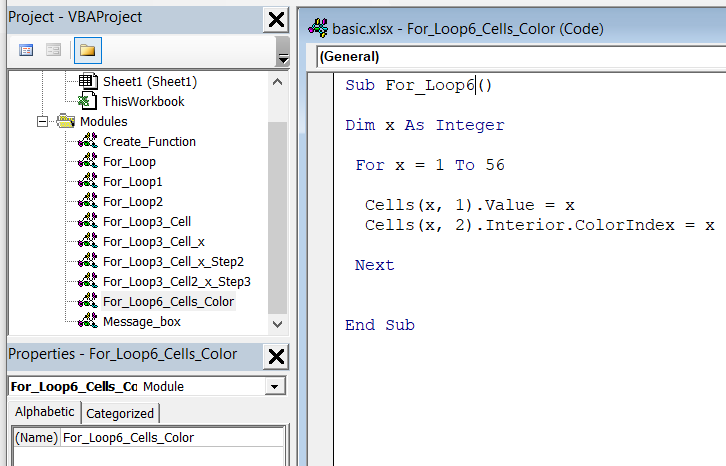 Project - VBAProject
Sheet1 (Sheet1)
ThisWorkbook
Modules
Create_Function
For_Loop
For_Loop1
For_Loop2
For_Loop3_Cell
For_Loop3_Cell_x
For_Loop3_Cell_x_Step2
For_Loop3_Cell2_x_Step3
For_Loop6_Cells_Color
Message_box
Properties - For_Loop6_Cells_Color
For_Loop6_Cells_Co Module
Alphabetic Categorized
(Name) For_Loop6_Cells_Color
basic.xlsx - For_Loop6_Cells_Color (Code)
(General)
Sub For_Loop6()
Dim x As Integer
For x = 1 To 56
Cells(x, 1).Value = x
Cells(x, 2).Interior.ColorIndex = x
Next
End Sub